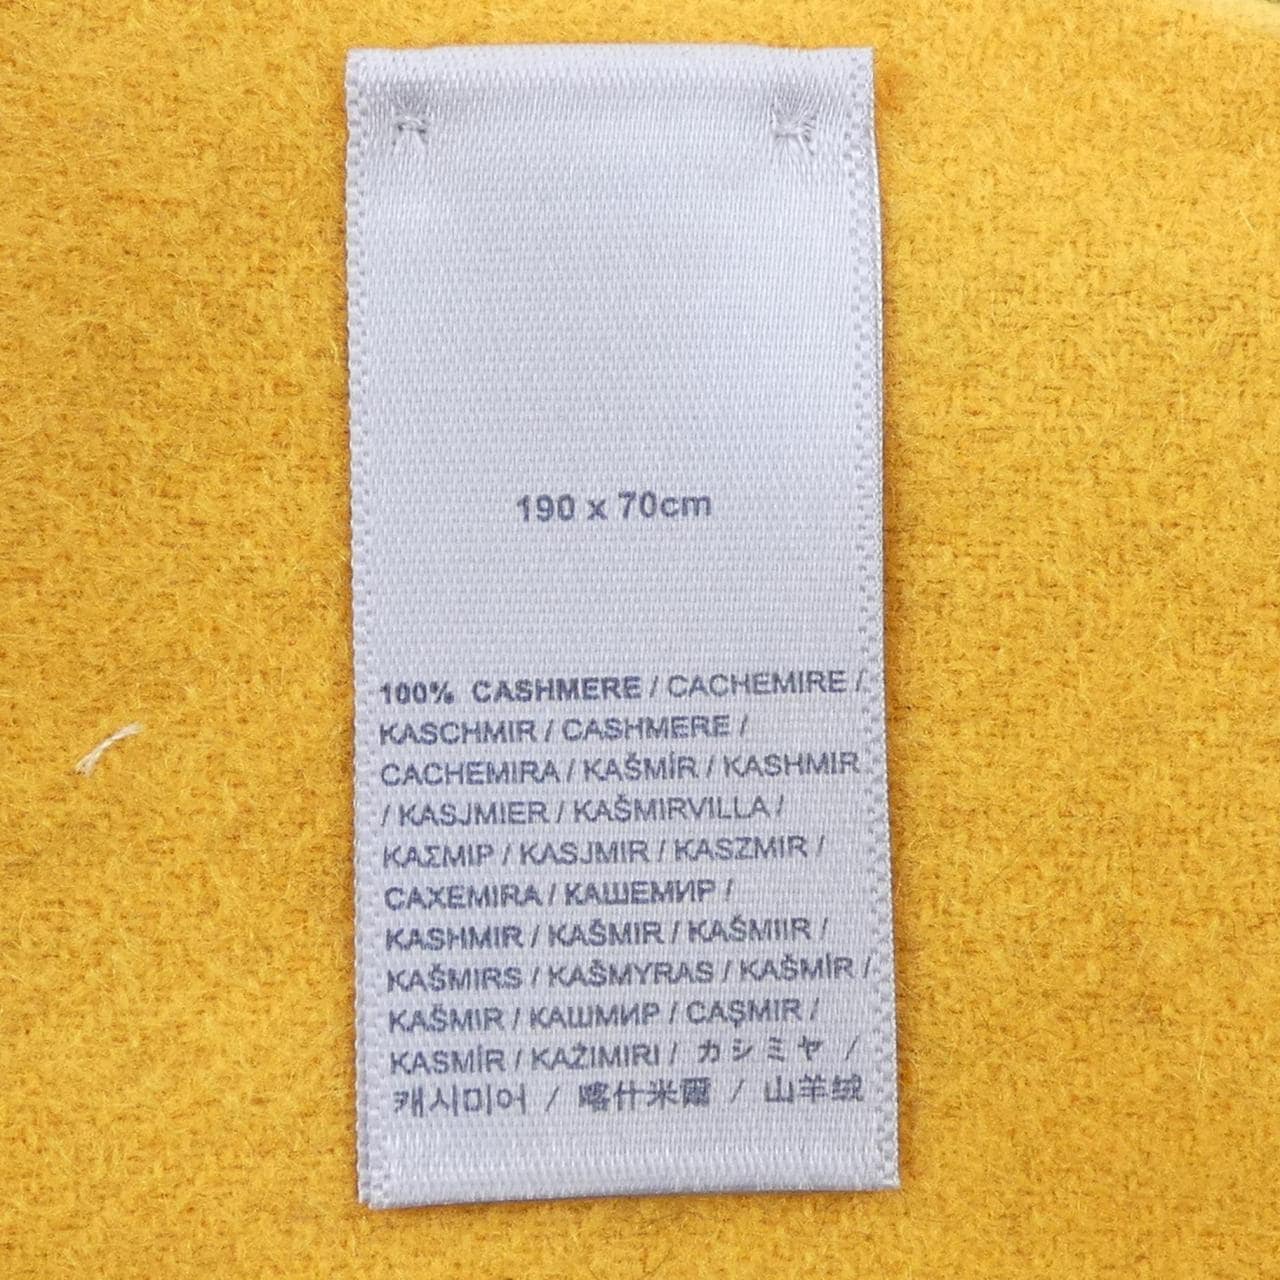 190 x 70cm
100% CASHMERE / CACHEMIRE /
KASCHMIR / CASHMERE /
CACHEMIRA / KAŠMÍR / KASHMIR
/ KASJMIER / KAŠMIRVILLA /
ΚΑΣΜΙΡ / KASJMIR / KASZMIR /
CAXEMIRA / КАШЕМИР /
KASHMIR / KAŠMIR / KAŠMIIR /
KAŠMIRS / KAŠMYRAS / KAŠMÍR /
KAŠMIR / КАШМИР / CAŞMIR /
KASMÍR / KAŻIMIRI / カシミヤ /
캐시미어 / 喀什米爾 / 山羊绒